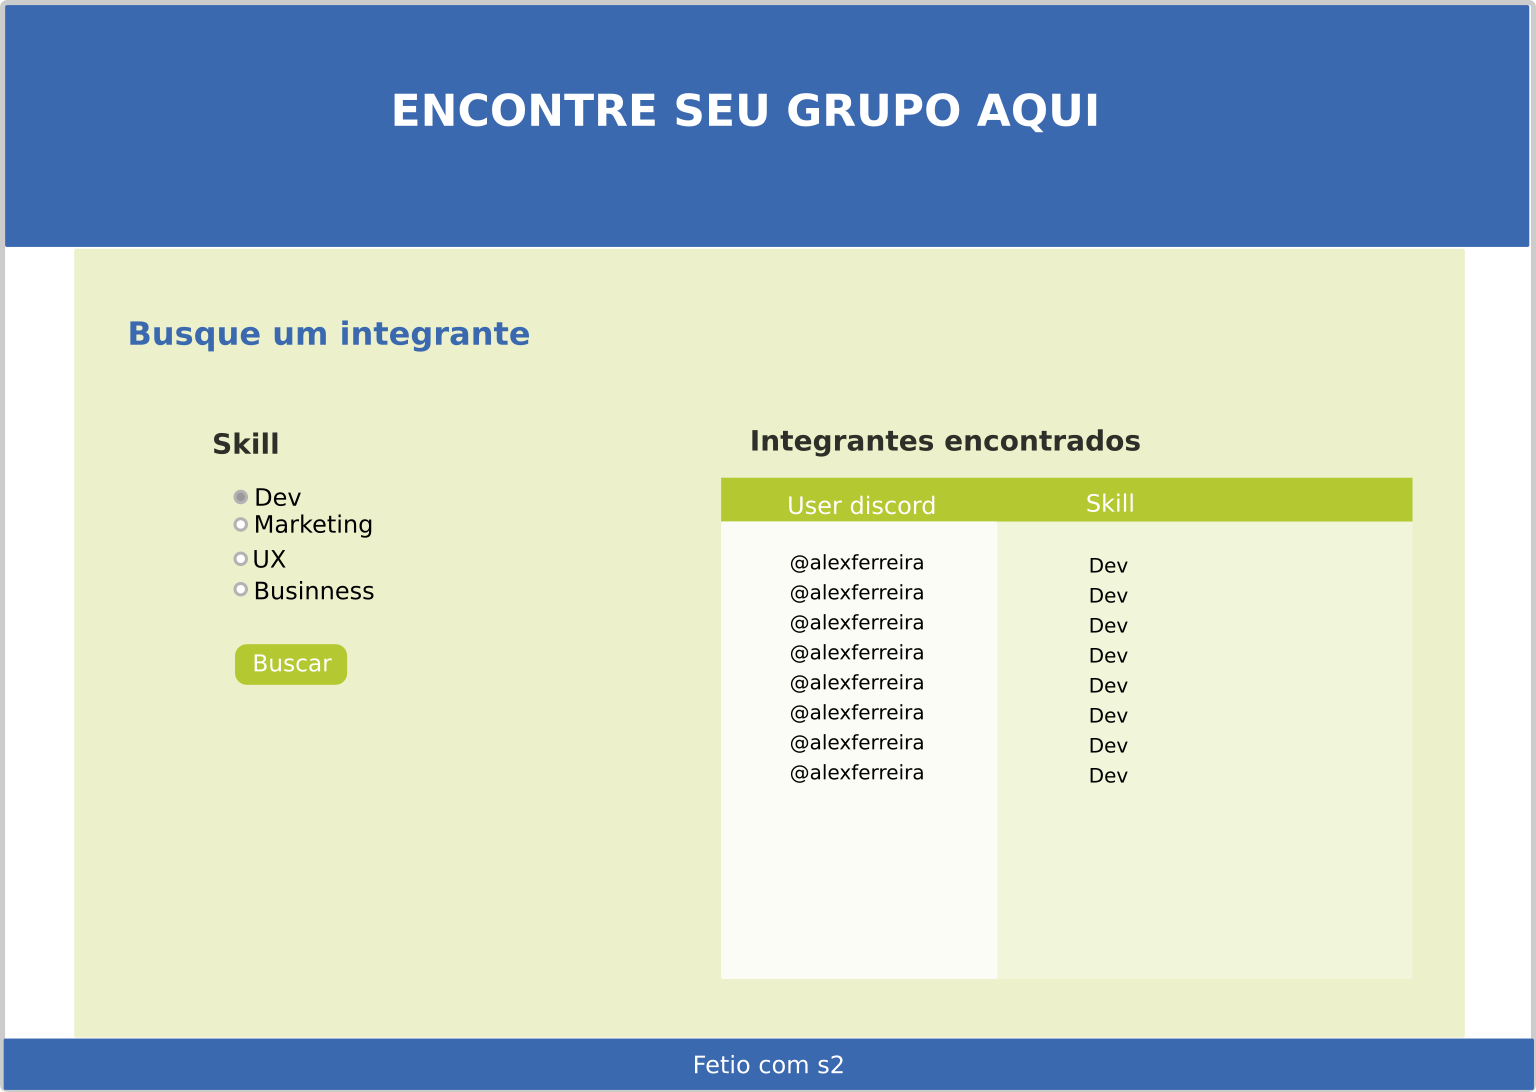 ENCONTRE SEU GRUPO AQUI
Busque um integrante
Skill
Dev
Marketing
UX
Businness
Buscar
Integrantes encontrados
User discord Skill
@alexferreira Dev
@alexferreira Dev
@alexferreira Dev
@alexferreira Dev
@alexferreira Dev
@alexferreira Dev
@alexferreira Dev
@alexferreira Dev
Fetio com s2